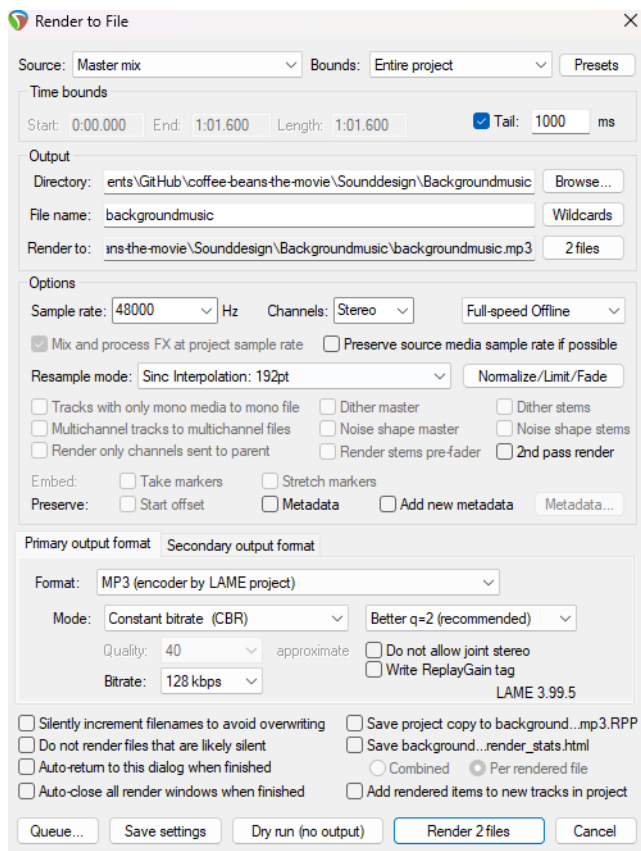 Render to File
Source: Master mix Bounds: Entire project Presets
Time bounds
Start: 0:00.000 End: 1:01.600 Length: 1:01.600 Tail: 1000 ms
Output
Directory: ents\GitHub\coffee-beans-the-movie\Sounddesign\Backgroundmusic Browse...
File name: backgroundmusic Wildcards
Render to: ans-the-movie\Sounddesign\Backgroundmusic\backgroundmusic.mp3 2 files
Options
Sample rate: 48000 Hz Channels: Stereo Full-speed Offline
Mix and process FX at project sample rate Preserve source media sample rate if possible
Resample mode: Sinc Interpolation: 192pt Normalize/Limit/Fade
Tracks with only mono media to mono file Dither master Dither stems
Multichannel tracks to multichannel files Noise shape master Noise shape stems
Render only channels sent to parent Render stems pre-fader 2nd pass render
Embed: Take markers Stretch markers
Preserve: Start offset Metadata Add new metadata Metadata...
Primary output format Secondary output format
Format: MP3 (encoder by LAME project)
Mode: Constant bitrate (CBR) Better q=2 (recommended)
Quality: 40 approximate Do not allow joint stereo
Write ReplayGain tag
Bitrate: 128 kbps
LAME 3.99.5
Silently increment filenames to avoid overwriting Save project copy to background...mp3.RPP
Do not render files that are likely silent Save background...render_stats.html
Auto-return to this dialog when finished Combined Per rendered file
Auto-close all render windows when finished Add rendered items to new tracks in project
Queue... Save settings Dry run (no output) Render 2 files Cancel